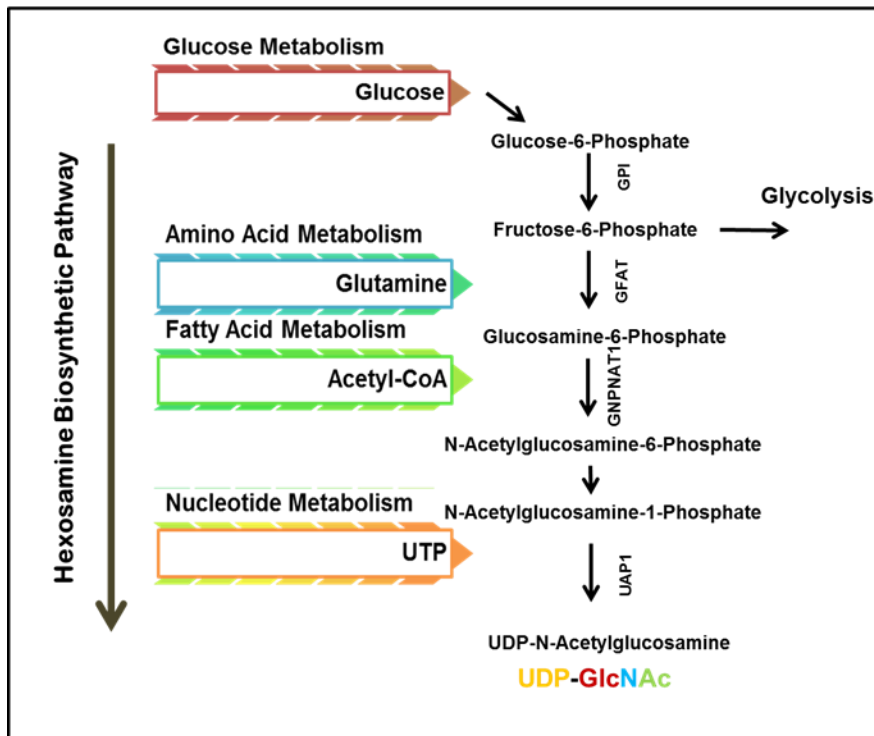 Hexosamine Biosynthetic Pathway
Glucose Metabolism
Glucose
Glucose-6-Phosphate
GPI
Fructose-6-Phosphate
Glycolysis
Amino Acid Metabolism
Glutamine
GFAT
Fatty Acid Metabolism
Glucosamine-6-Phosphate
Acetyl-CoA
GNPNAT1
N-Acetylglucosamine-6-Phosphate
Nucleotide Metabolism
N-Acetylglucosamine-1-Phosphate
UTP
UAP1
UDP-N-Acetylglucosamine
UDP-GlcNAc